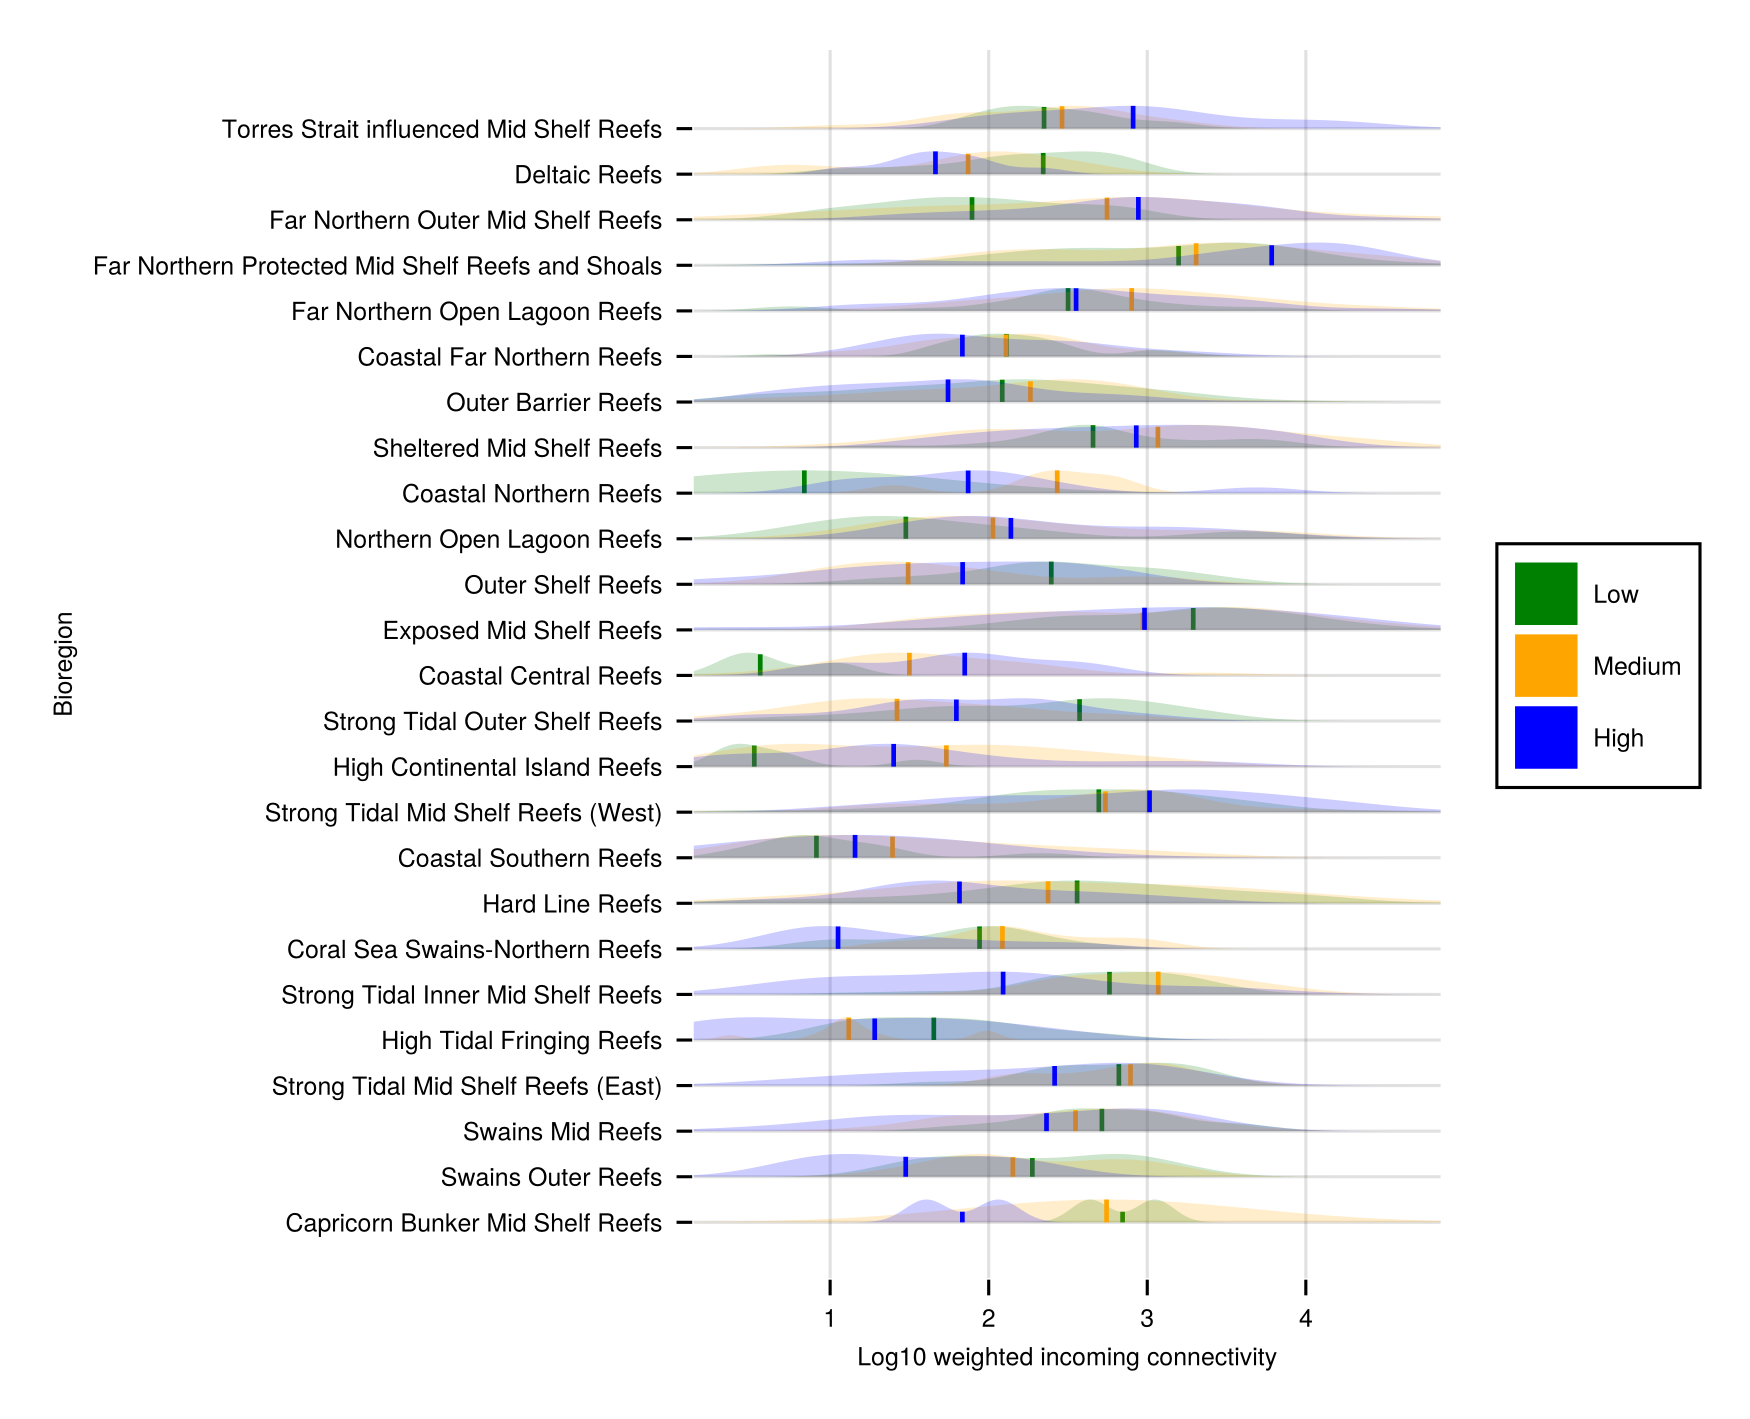 Torres Strait influenced Mid Shelf Reefs
Deltaic Reefs
Far Northern Outer Mid Shelf Reefs
Far Northern Protected Mid Shelf Reefs and Shoals
Far Northern Open Lagoon Reefs
Coastal Far Northern Reefs
Outer Barrier Reefs
Sheltered Mid Shelf Reefs
Coastal Northern Reefs
Northern Open Lagoon Reefs
Outer Shelf Reefs
Exposed Mid Shelf Reefs
Coastal Central Reefs
Strong Tidal Outer Shelf Reefs
High Continental Island Reefs
Strong Tidal Mid Shelf Reefs (West)
Coastal Southern Reefs
Hard Line Reefs
Coral Sea Swains-Northern Reefs
Strong Tidal Inner Mid Shelf Reefs
High Tidal Fringing Reefs
Strong Tidal Mid Shelf Reefs (East)
Swains Mid Reefs
Swains Outer Reefs
Capricorn Bunker Mid Shelf Reefs
Bioregion
1 2 3 4
Log10 weighted incoming connectivity
Low
Medium
High